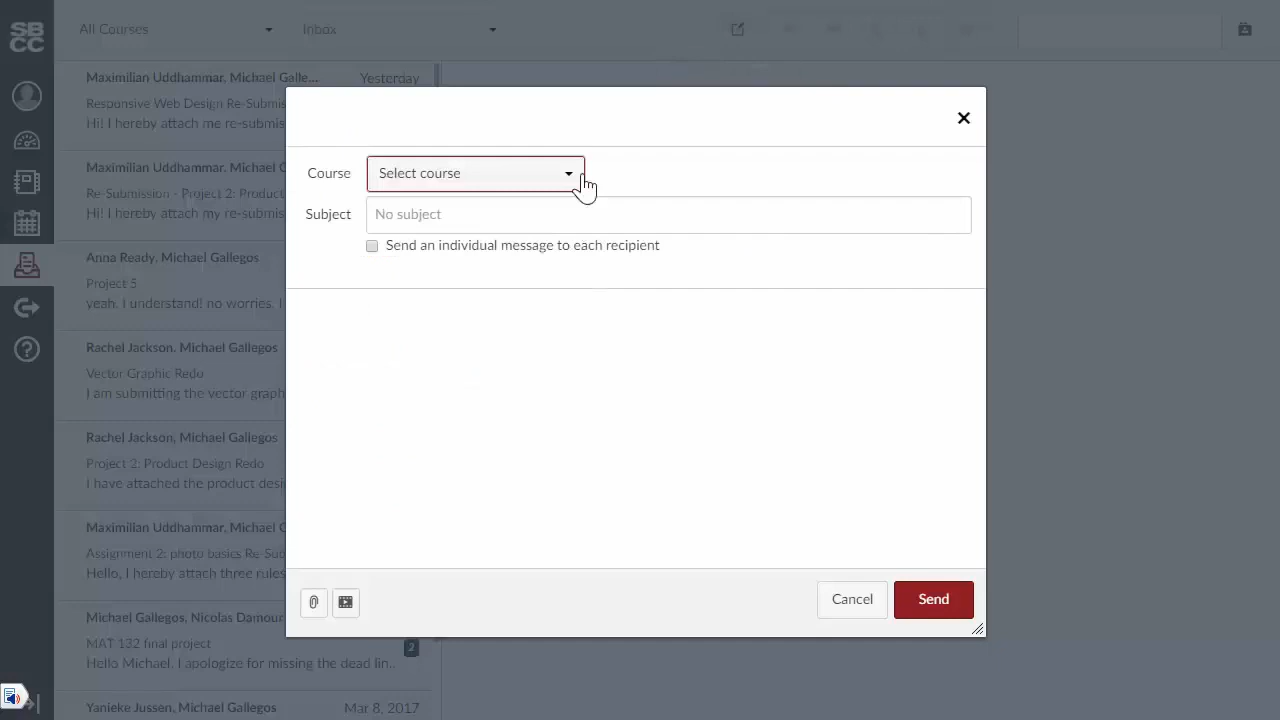 SB
CC
All Courses
Inbox
Maximilian Uddhammar, Michael Galle...
Yesterday
Responsive Web Design Re-Submis
Hi! I hereby attach me re-submis
Maximilian Uddhammar, Michael
Re-Submission - Project 2: Product
Hi! I hereby attach my re-submis
Anna Ready, Michael Gallegos
Project 5
yeah. I understand! no worries. I
Rachel Jackson, Michael Gallegos
Vector Graphic Redo
I am submitting the vector graph
Rachel Jackson, Michael Gallegos
Project 2: Product Design Redo
I have attached the product desi
Maximilian Uddhammar, Michael G
Assignment 2: photo basics Re-Sub
Hello, I hereby attach three rules
Michael Gallegos, Nicolas Damour
MAT 132 final project
2
Hello Michael. I apologize for missing the dead lin..
Yanieke Jussen, Michael Gallegos
Mar 8, 2017
Course
Select course
Subject
No subject
Send an individual message to each recipient
Cancel
Send